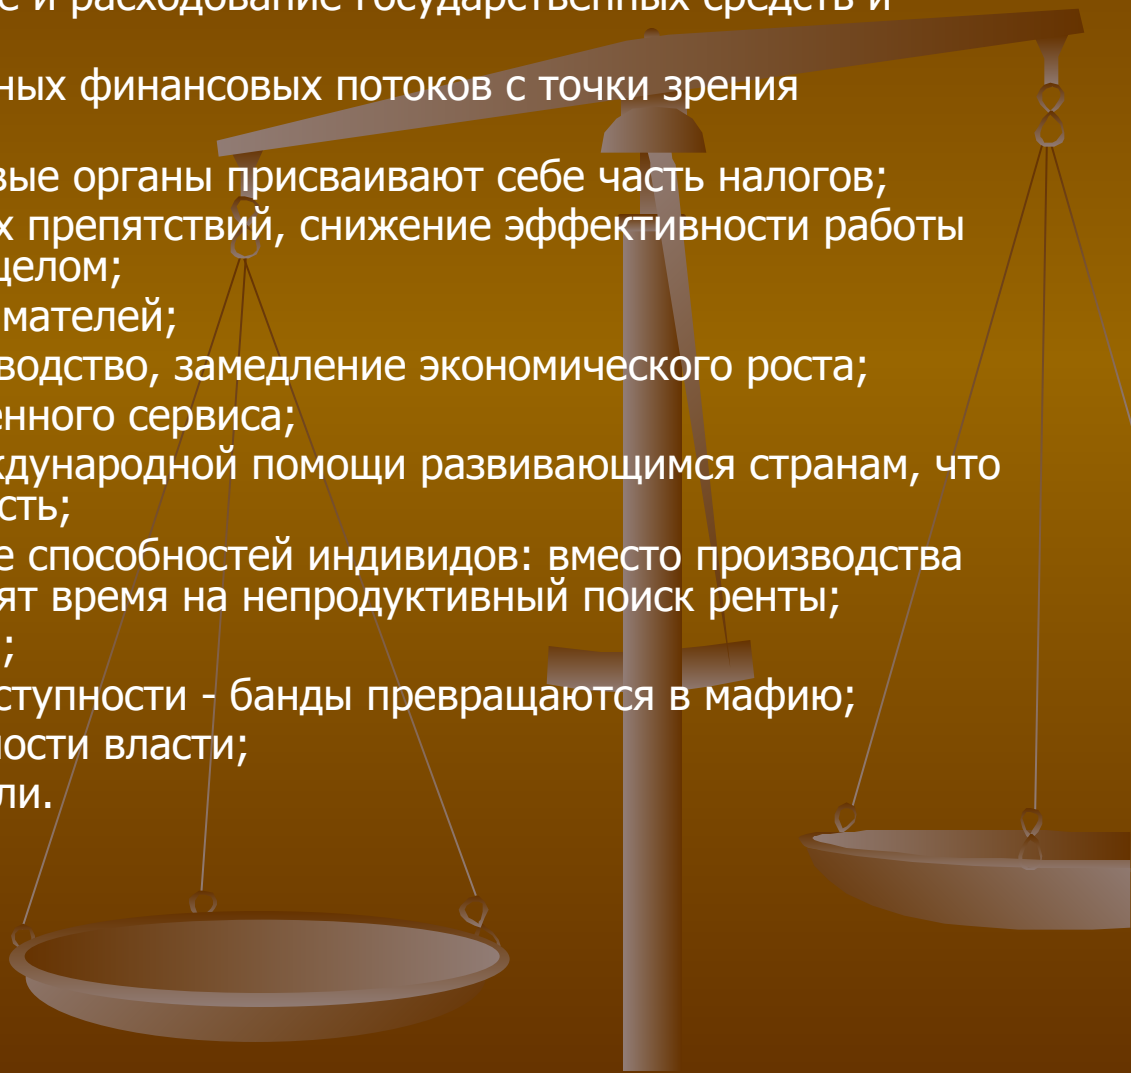 е и расходование государственных средств и
ных финансовых потоков с точки зрения
вые органы присваивают себе часть налогов;
х препятствий, снижение эффективности работы
целом;
мателей;
водство, замедление экономического роста;
енного сервиса;
ждународной помощи развивающимся странам, что
сть;
е способностей индивидов: вместо производства
ят время на непродуктивный поиск ренты;
;
ступности - банды превращаются в мафию;
ности власти;
ли.